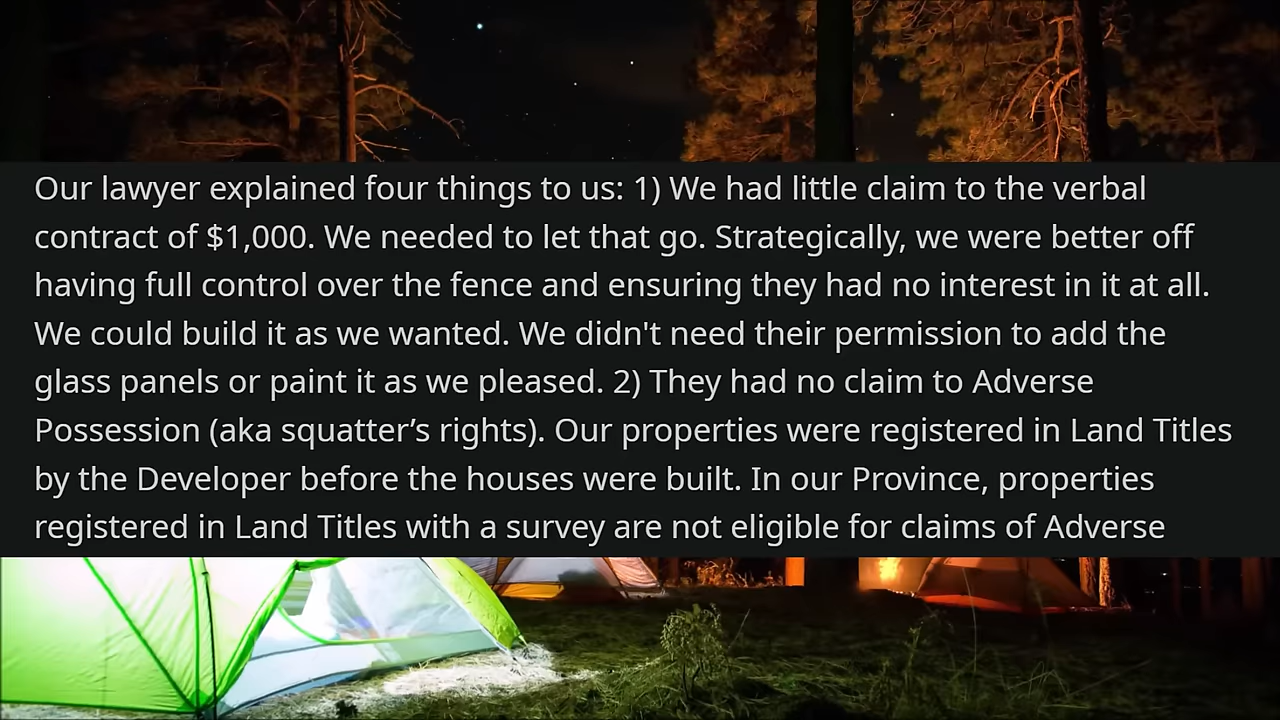 Our lawyer explained four things to us: 1) We had little claim to the verbal
contract of $1,000. We needed to let that go. Strategically, we were better off
having full control over the fence and ensuring they had no interest in it at all.
We could build it as we wanted. We didn't need their permission to add the
glass panels or paint it as we pleased. 2) They had no claim to Adverse
Possession (aka squatter’s rights). Our properties were registered in Land Titles
by the Developer before the houses were built. In our Province, properties
registered in Land Titles with a survey are not eligible for claims of Adverse